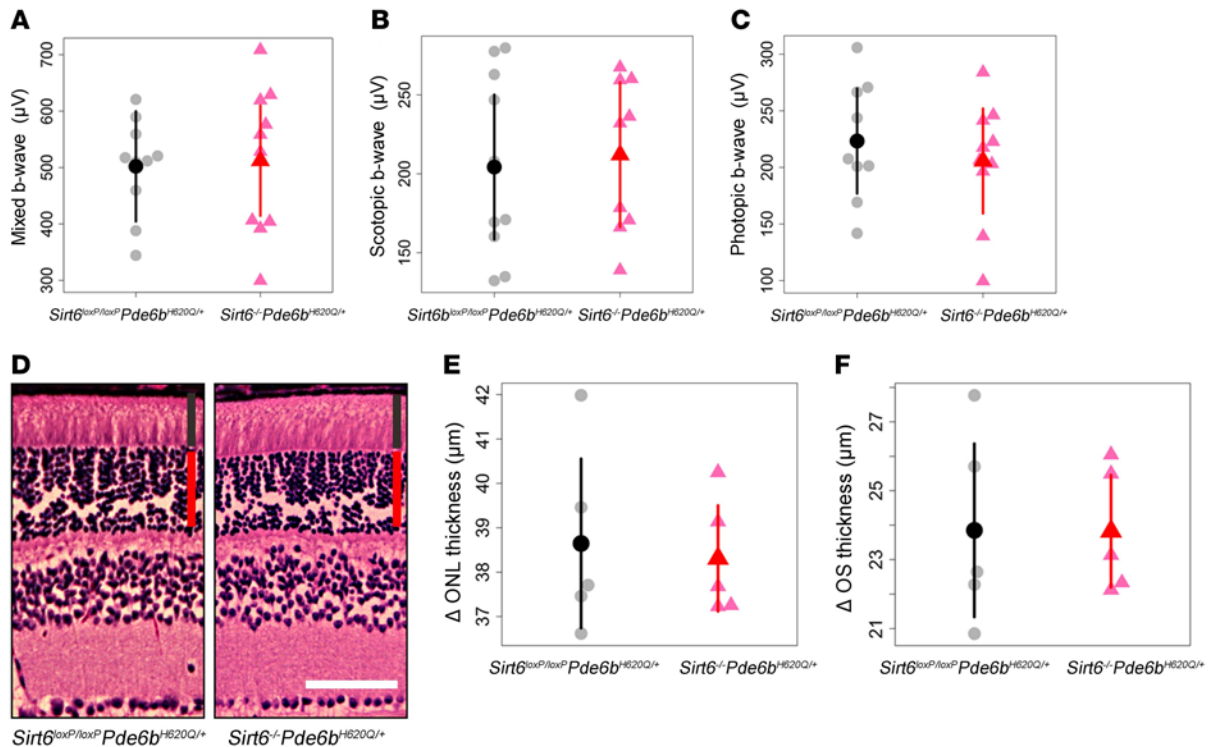 A
Mixed b-wave (µV)
700
600
500
400
300
Sirt6loxP/loxPPde6bH620Q/+
Sirt6-/-Pde6bH620Q/+
B
Scotopic b-wave (µV)
250
200
150
Sirt6bloxP/loxPPde6bH620Q/+
Sirt6-/-Pde6bH620Q/+
C
Photopic b-wave (µV)
300
250
200
150
100
Sirt6loxP/loxPPde6bH620Q/+
Sirt6-/-Pde6bH620Q/+
D
Sirt6loxP/loxPPde6bH620Q/+
Sirt6-/-Pde6bH620Q/+
E
Δ ONL thickness (µm)
42
41
40
39
38
37
Sirt6loxP/loxPPde6bH620Q/+
Sirt6-/-Pde6bH620Q/+
F
Δ OS thickness (µm)
27
25
23
21
Sirt6loxP/loxPPde6bH620Q/+
Sirt6-/-Pde6bH620Q/+